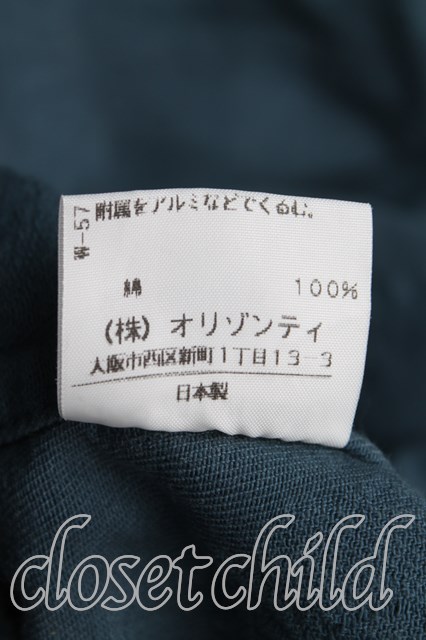 W-57
附属をアルミなどでくるむ。
綿 100%
(株) オリゾンティ
大阪市西区新町1丁目13-3
日本製
closet child